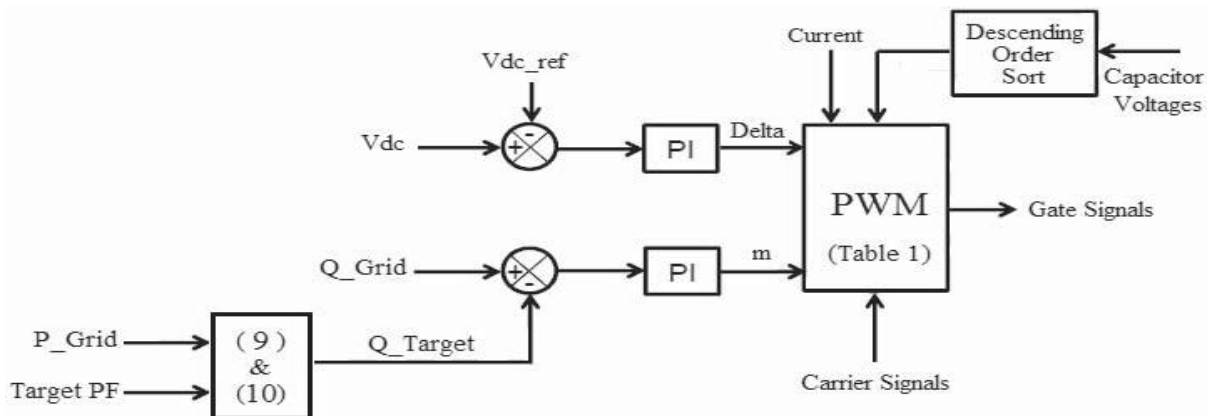 Current
Descending
Order
Sort
Capacitor
Voltages
Vdc_ref
-
Vdc
+
PI
Delta
PWM
(Table 1)
Gate Signals
Q_Grid
+
-
PI
m
P_Grid
Target PF
( 9 )
&
(10)
Q_Target
Carrier Signals